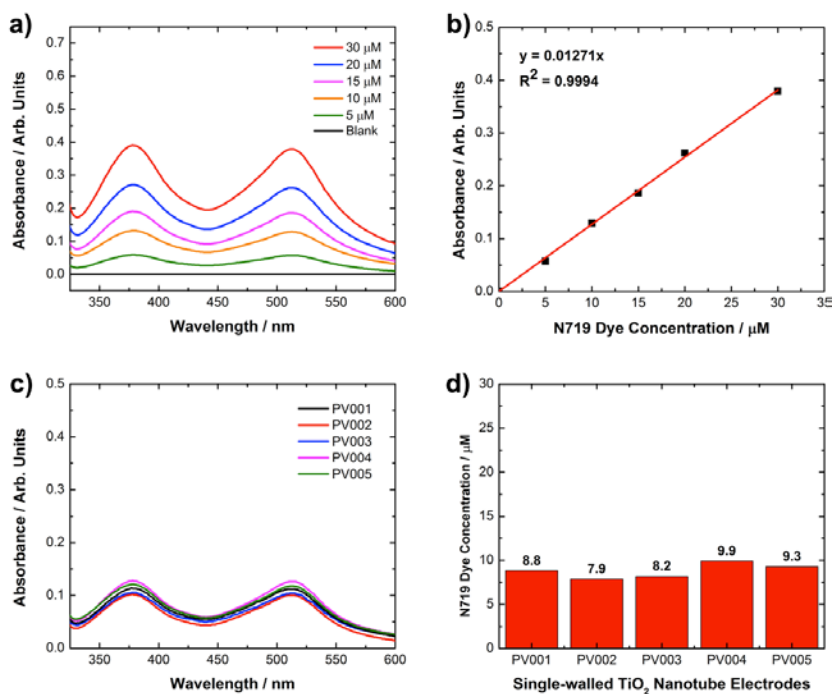 a)
0.7
0.6
0.5
0.4
0.3
0.2
0.1
0.0
Absorbance / Arb. Units
30 μM
20 μM
15 μM
10 μM
5 μM
Blank
350 400 450 500 550 600
Wavelength / nm
b)
0.5
0.4
0.3
0.2
0.1
0.0
Absorbance / Arb. Units
y = 0.01271x
R² = 0.9994
0 5 10 15 20 25 30 35
N719 Dye Concentration / μM
c)
0.5
0.4
0.3
0.2
0.1
0.0
Absorbance / Arb. Units
PV001
PV002
PV003
PV004
PV005
350 400 450 500 550 600
Wavelength / nm
d)
30
25
20
15
10
5
0
N719 Dye Concentration / μM
8.8 7.9 8.2 9.9 9.3
PV001 PV002 PV003 PV004 PV005
Single-walled TiO₂ Nanotube Electrodes